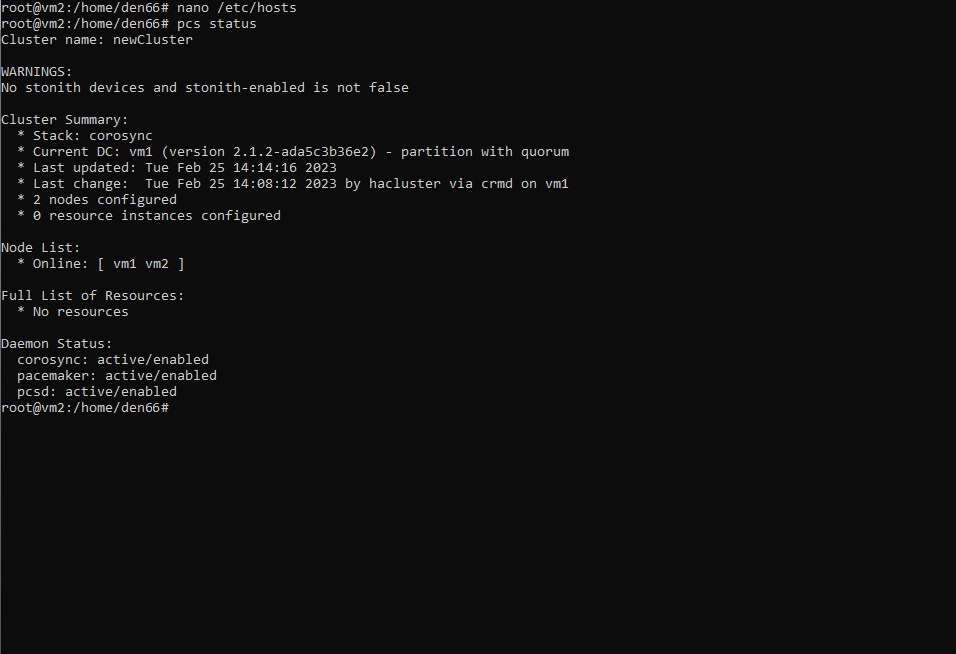 root@vm2:/home/den66# nano /etc/hosts
root@vm2:/home/den66# pcs status
Cluster name: newCluster

WARNINGS:
No stonith devices and stonith-enabled is not false

Cluster Summary:
  * Stack: corosync
  * Current DC: vm1 (version 2.1.2-ada5c3b36e2) - partition with quorum
  * Last updated: Tue Feb 25 14:14:16 2023
  * Last change:  Tue Feb 25 14:08:12 2023 by hacluster via crmd on vm1
  * 2 nodes configured
  * 0 resource instances configured

Node List:
  * Online: [ vm1 vm2 ]

Full List of Resources:
  * No resources

Daemon Status:
  corosync: active/enabled
  pacemaker: active/enabled
  pcsd: active/enabled
root@vm2:/home/den66#